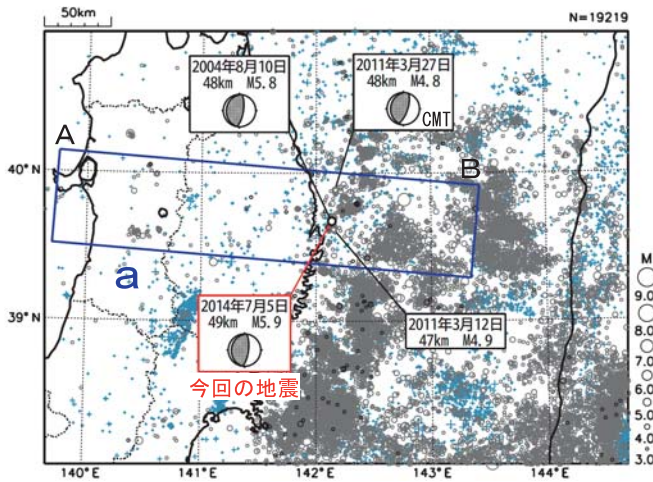 50km
N=19219
2004年8月10日
48km M5.8
2011年3月27日
48km M4.8
CMT
A
B
40°N
a
39°N
2014年7月5日
49km M5.9
今回の地震
2011年3月12日
47km M4.9
M
9.0
8.0
7.0
6.0
5.0
4.0
3.0
140°E
141°E
142°E
143°E
144°E